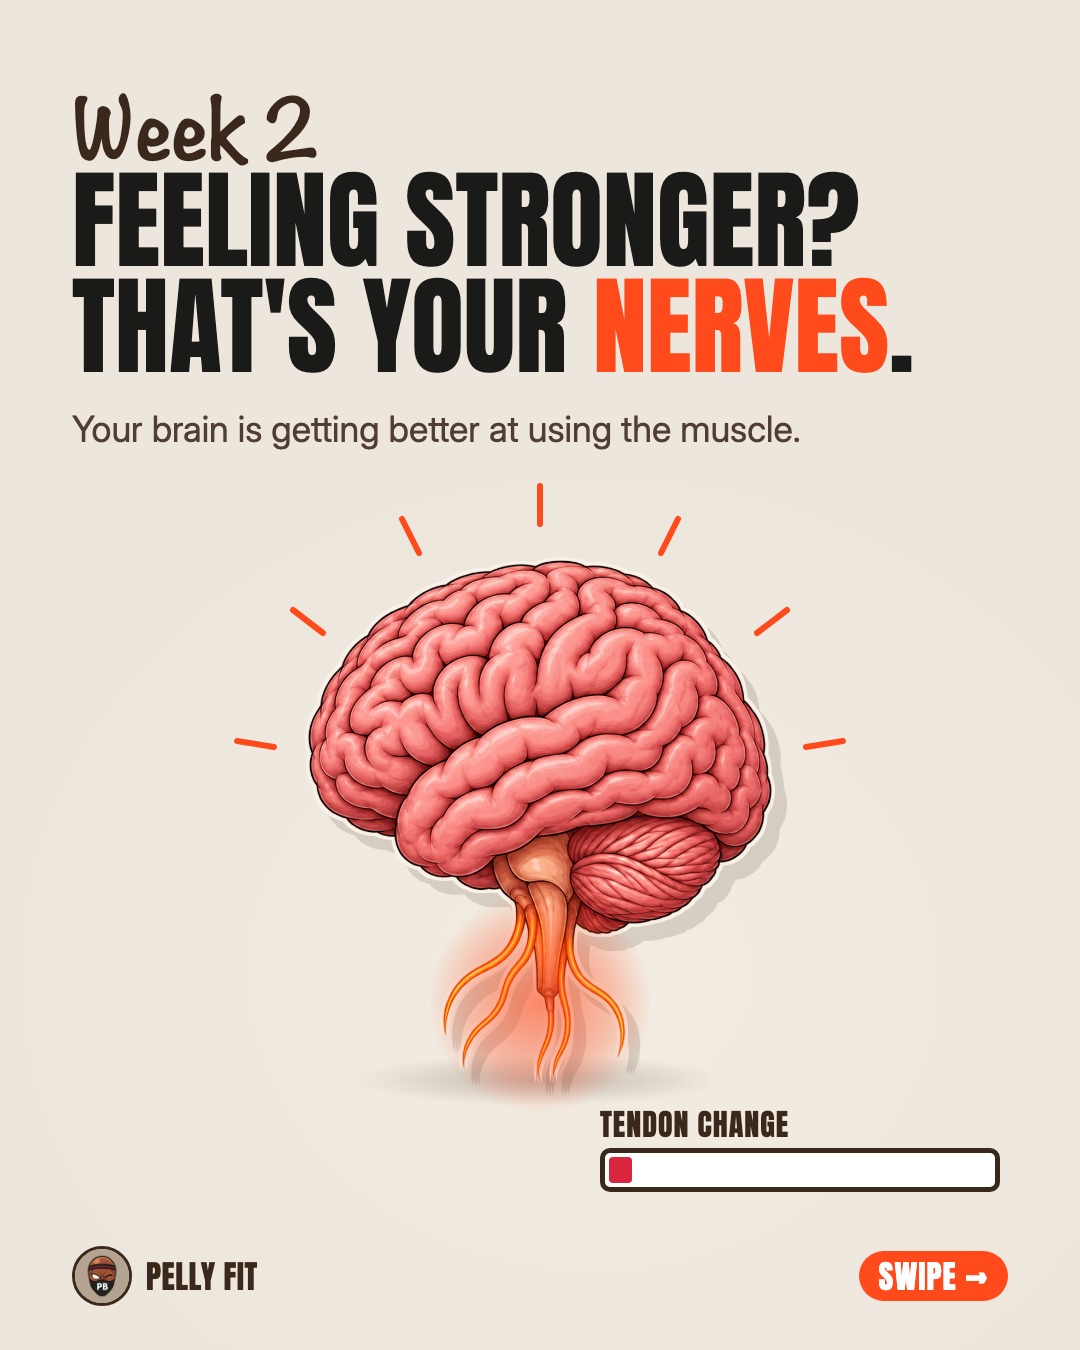 Week 2
FEELING STRONGER?
THAT'S YOUR NERVES.
Your brain is getting better at using the muscle.
TENDON CHANGE
PB
PELLY FIT
SWIPE →